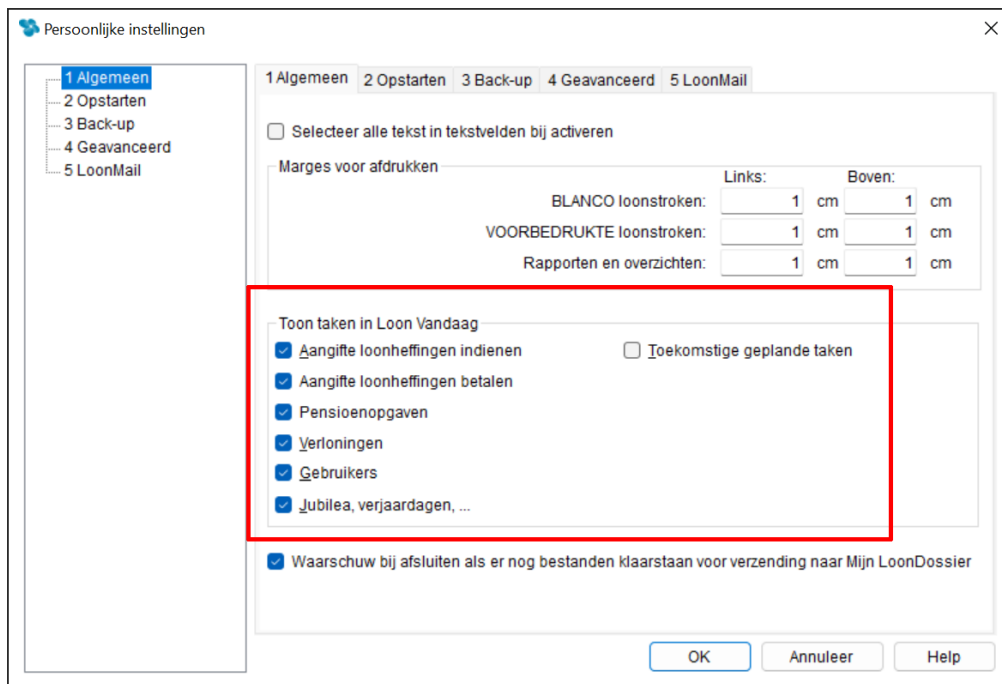 Persoonlijke instellingen
1 Algemeen
2 Opstarten
3 Back-up
4 Geavanceerd
5 LoonMail
1 Algemeen 2 Opstarten 3 Back-up 4 Geavanceerd 5 LoonMail
Selecteer alle tekst in tekstvelden bij activeren
Marges voor afdrukken
Links: Boven:
BLANCO loonstroken: 1 cm 1 cm
VOORBEDRUKTE loonstroken: 1 cm 1 cm
Rapporten en overzichten: 1 cm 1 cm
Toon taken in Loon Vandaag
Aangifte loonheffingen indienen Toekomstige geplande taken
Aangifte loonheffingen betalen
Pensioenopgaven
Verloningen
Gebruikers
Jubilea, verjaardagen, ...
Waarschuw bij afsluiten als er nog bestanden klaarstaan voor verzending naar Mijn LoonDossier
OK Annuleer Help